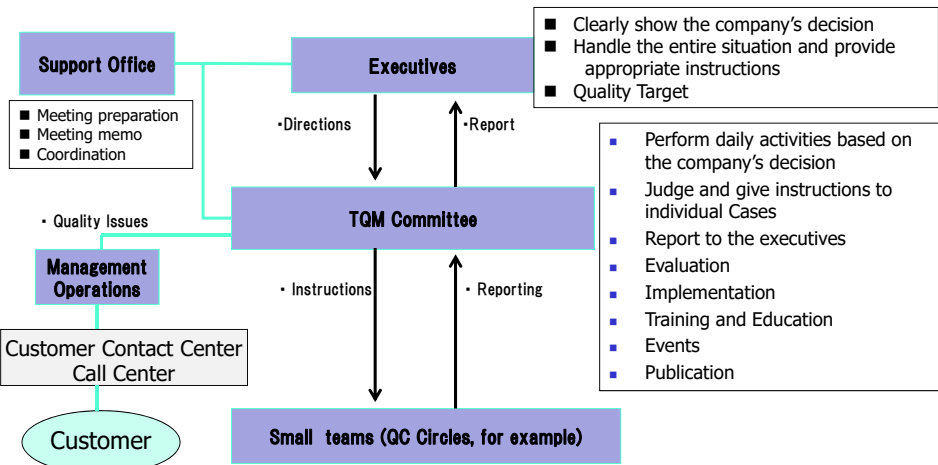 Support Office
■ Meeting preparation
■ Meeting memo
■ Coordination
Executives
■ Clearly show the company’s decision
■ Handle the entire situation and provide
appropriate instructions
■ Quality Target
・Directions
・Report
TQM Committee
▪ Perform daily activities based on
the company’s decision
▪ Judge and give instructions to
individual Cases
▪ Report to the executives
▪ Evaluation
▪ Implementation
▪ Training and Education
▪ Events
▪ Publication
・ Quality Issues
Management
Operations
・ Instructions
・ Reporting
Customer Contact Center
Call Center
Customer
Small teams (QC Circles, for example)